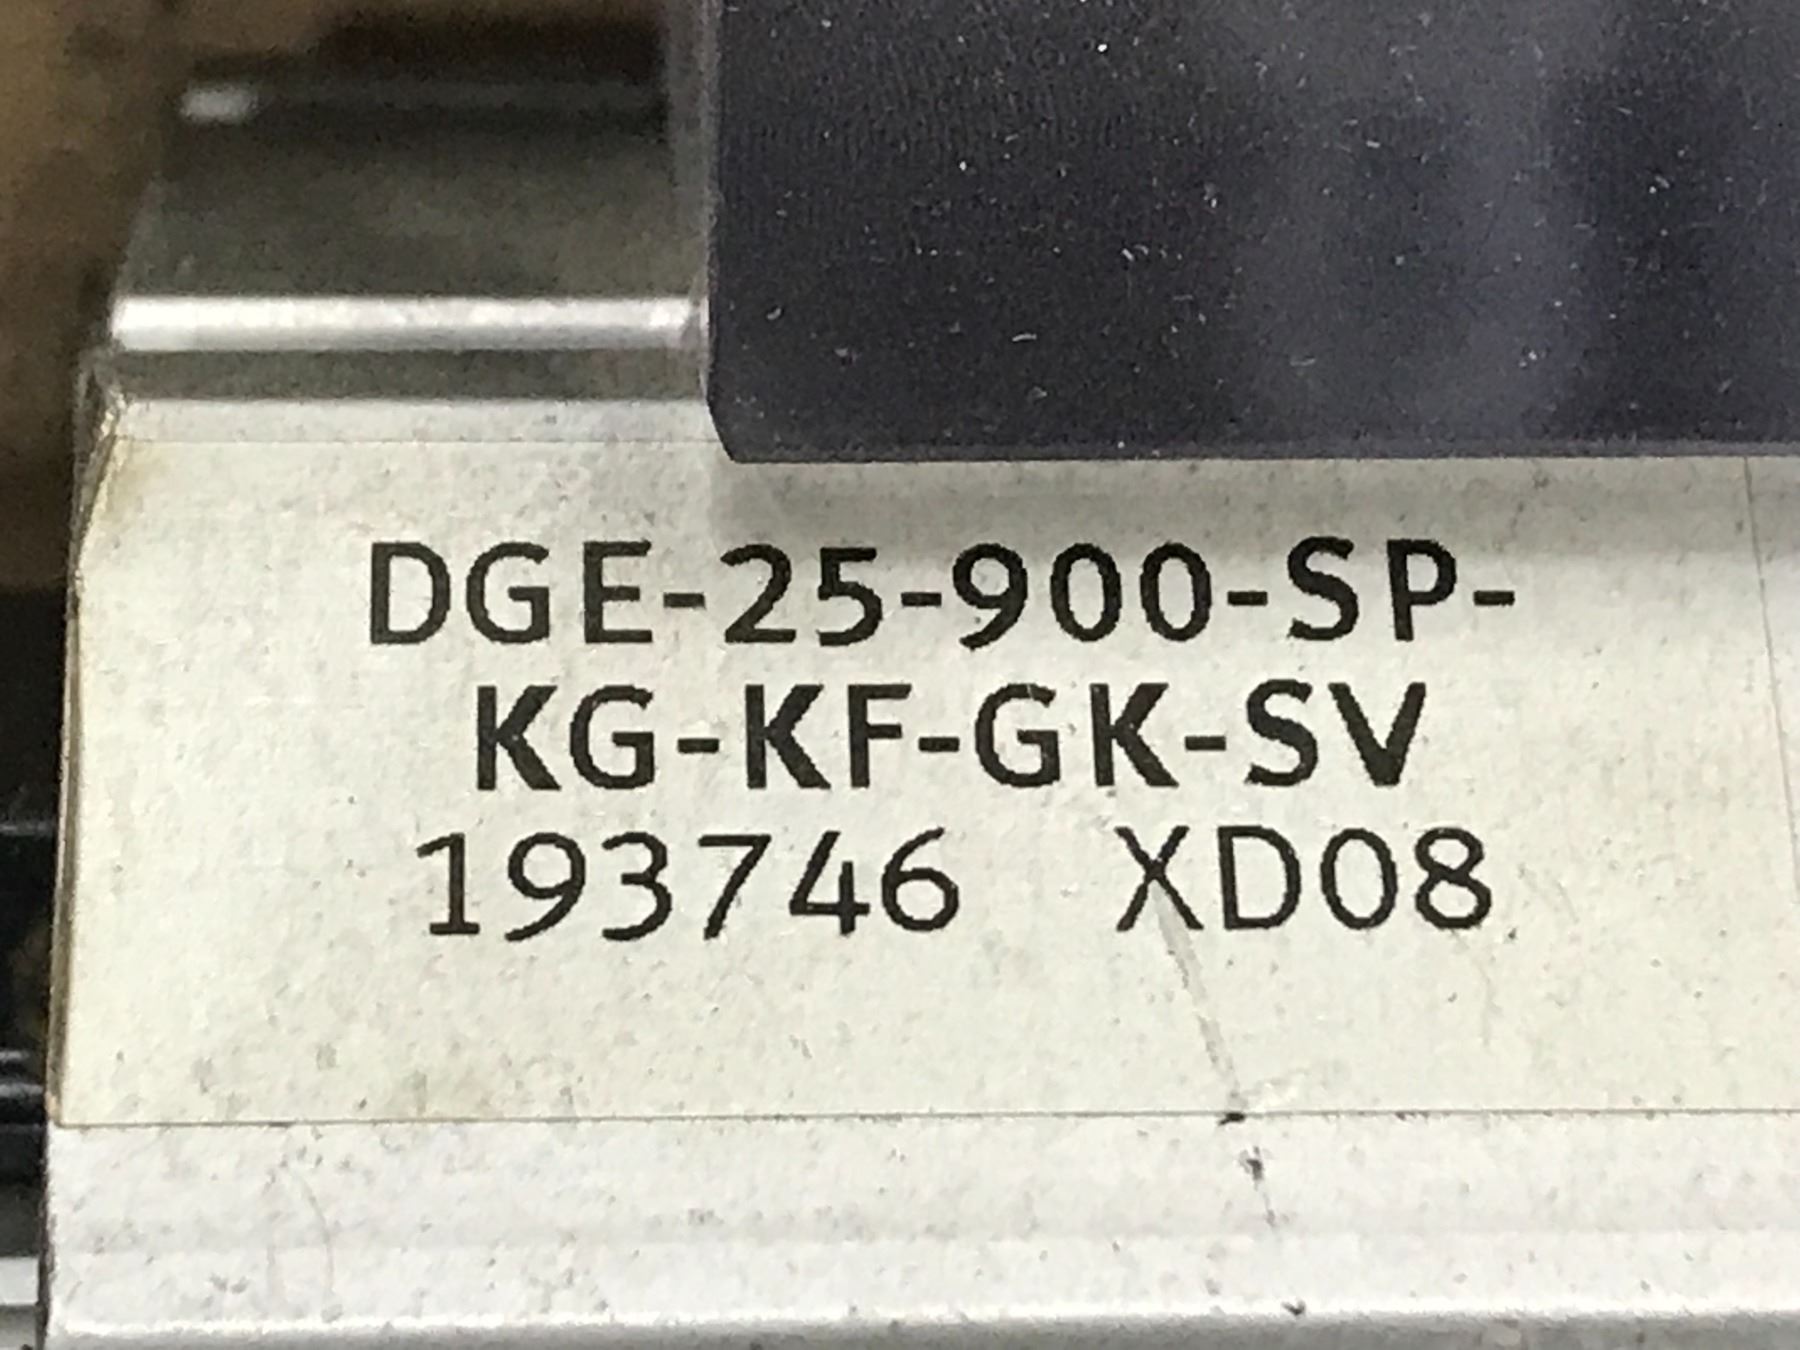 DGE-25-900-SP-
KG-KF-GK-SV
193746 XD08